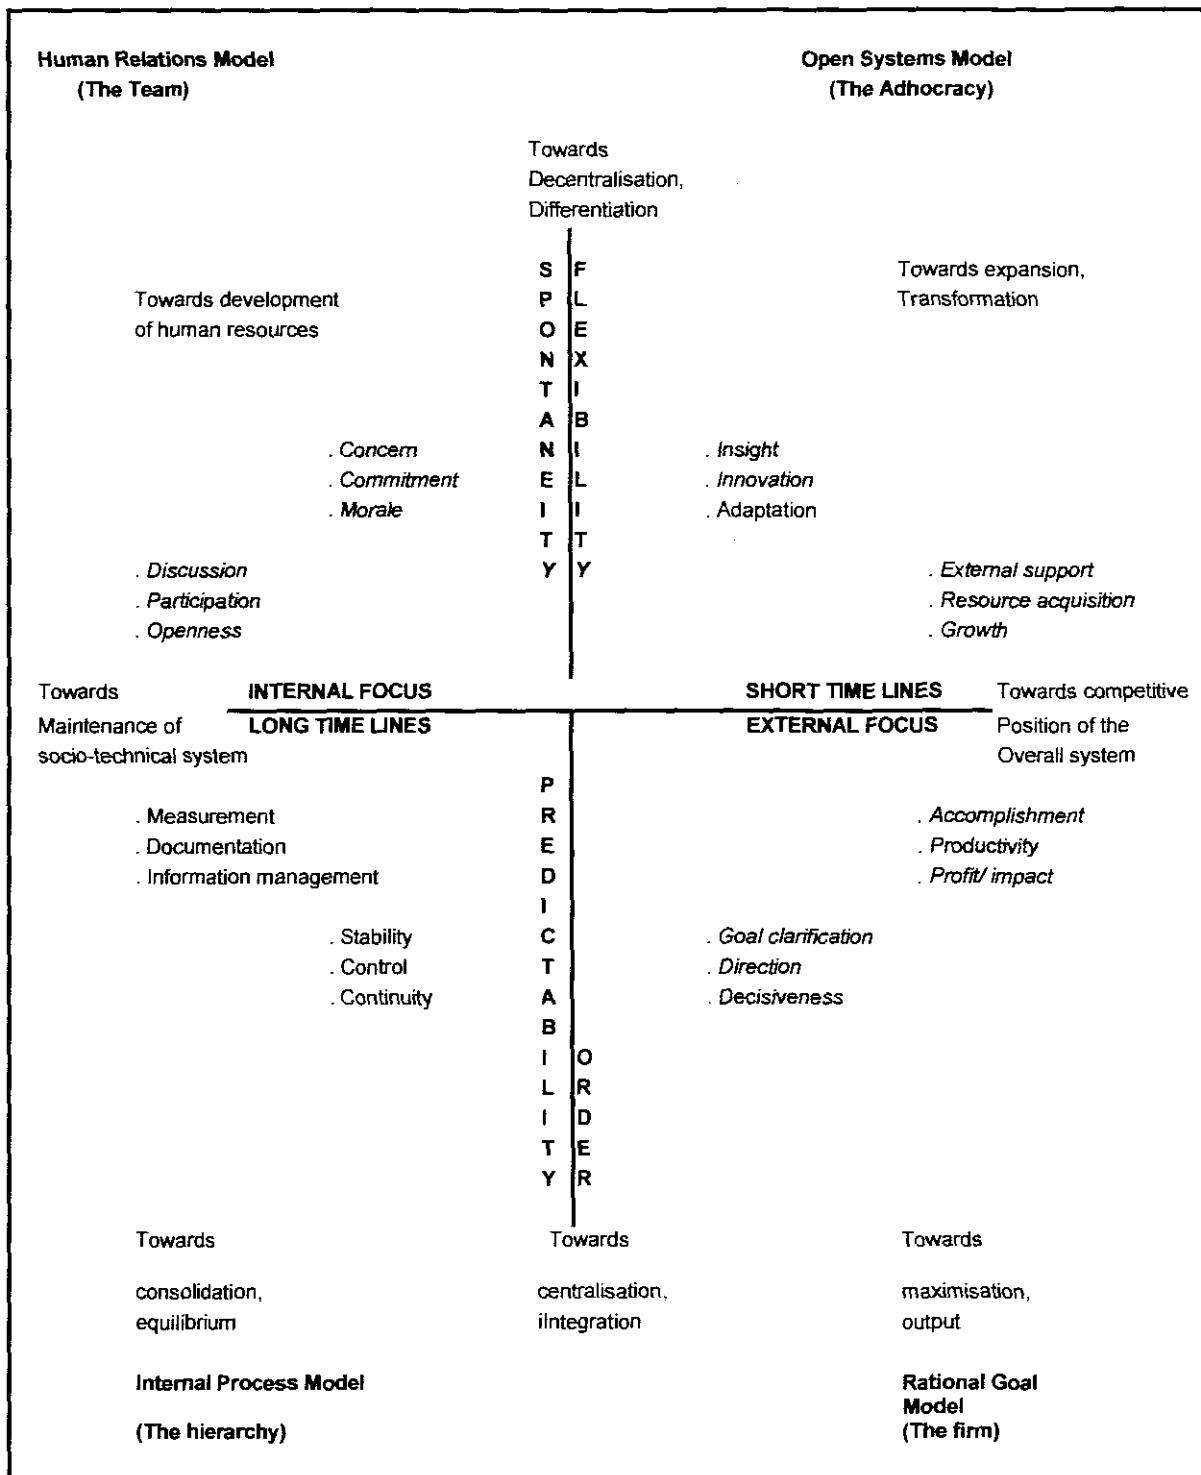 Human Relations Model
(The Team)
Open Systems Model
(The Adhocracy)
Towards
Decentralisation,
Differentiation
SPONTANEITY
FLEXIBILITY
Towards development
of human resources
Towards expansion,
Transformation
. Concern
. Commitment
. Morale
. Insight
. Innovation
. Adaptation
. Discussion
. Participation
. Openness
. External support
. Resource acquisition
. Growth
Towards
Maintenance of
socio-technical system
INTERNAL FOCUS
LONG TIME LINES
SHORT TIME LINES
EXTERNAL FOCUS
Towards competitive
Position of the
Overall system
PREDICTABILITY
ORDER
. Measurement
. Documentation
. Information management
. Accomplishment
. Productivity
. Profit/ impact
. Stability
. Control
. Continuity
. Goal clarification
. Direction
. Decisiveness
Towards
consolidation,
equilibrium
Towards
centralisation,
iIntegration
Towards
maximisation,
output
Internal Process Model
(The hierarchy)
Rational Goal
Model
(The firm)